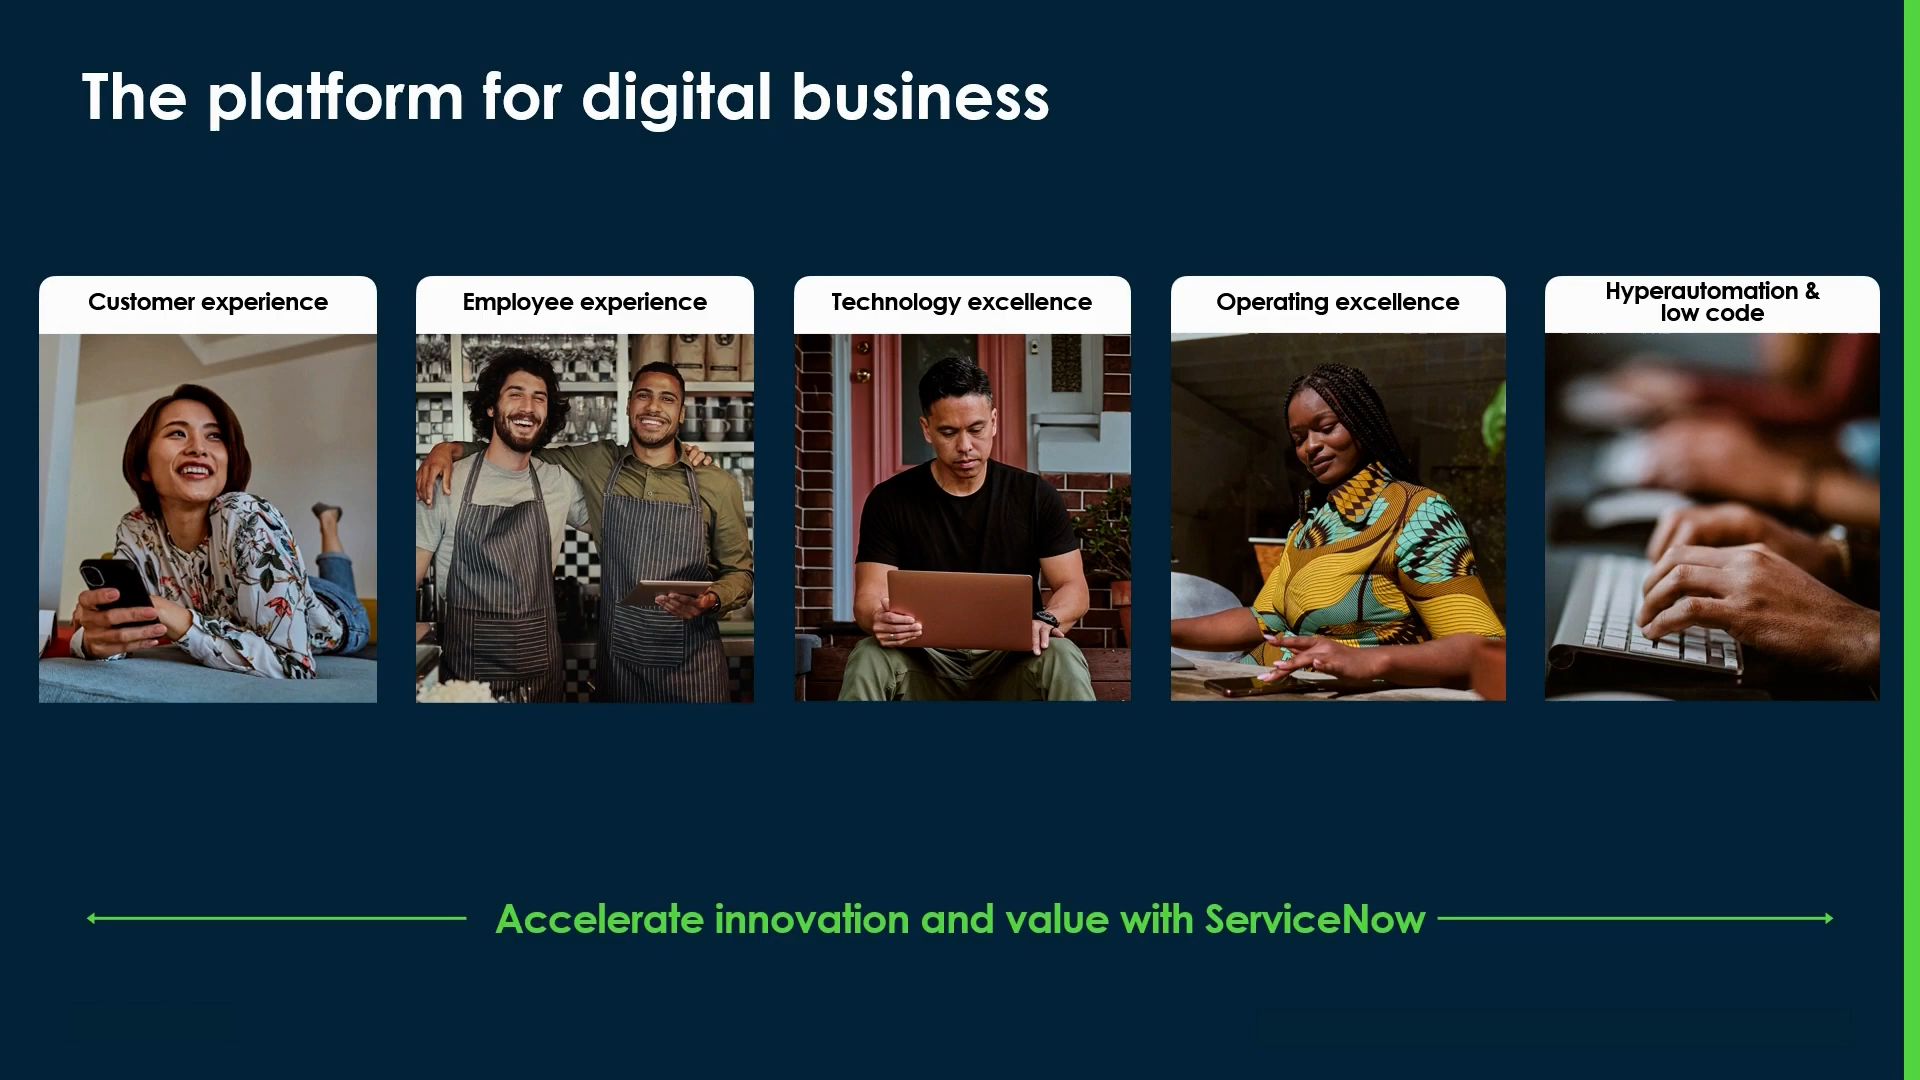 The platform for digital business
Customer experience
Employee experience
Technology excellence
Operating excellence
Hyperautomation &
low code
Accelerate innovation and value with ServiceNow